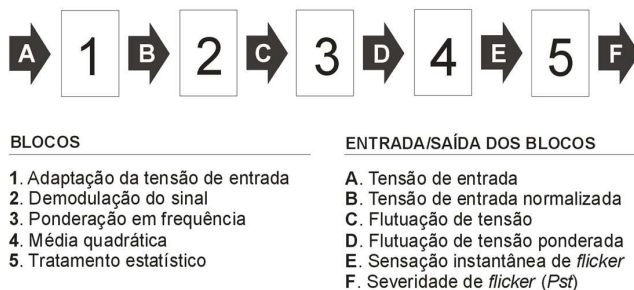 A 1 B 2 C 3 D 4 E 5 F
BLOCOS
1. Adaptação da tensão de entrada
2. Demodulação do sinal
3. Ponderação em frequência
4. Média quadrática
5. Tratamento estatístico
ENTRADA/SAÍDA DOS BLOCOS
A. Tensão de entrada
B. Tensão de entrada normalizada
C. Flutuação de tensão
D. Flutuação de tensão ponderada
E. Sensação instantânea de flicker
F. Severidade de flicker (Pst)